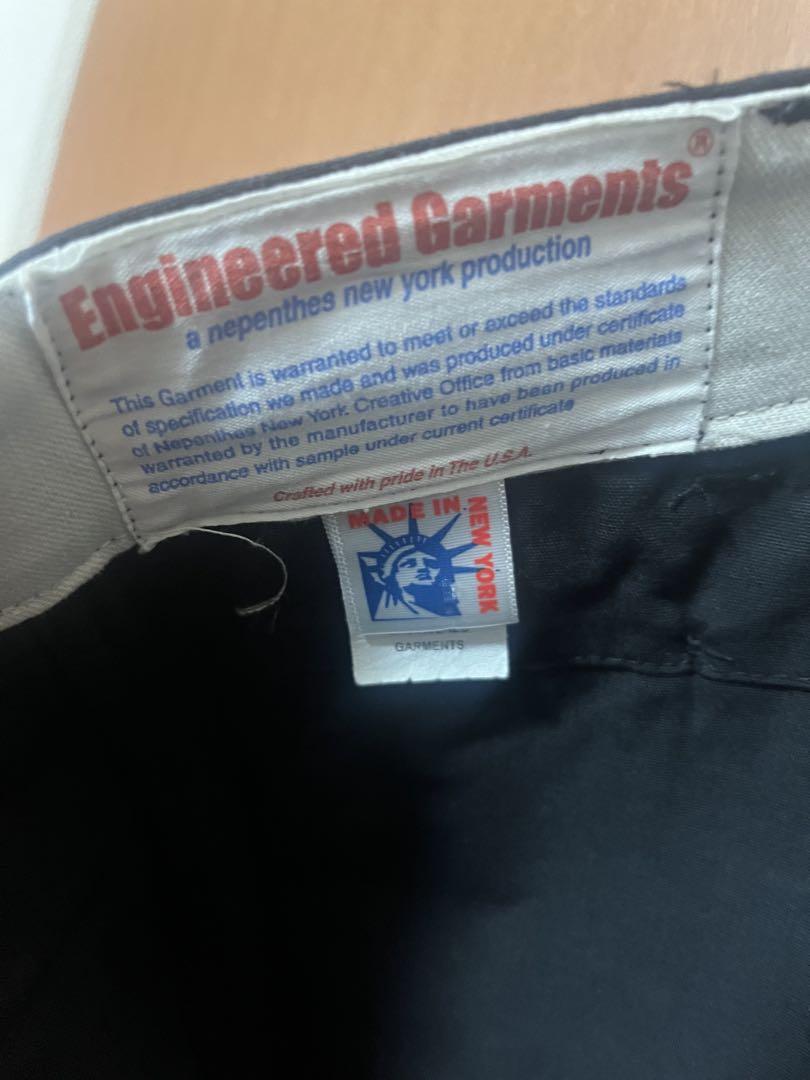 Engineered Garments®
a nepenthes new york production
This Garment is warranted to meet or exceed the standards
of specification we made and was produced under certificate
of Nepenthes New York Creative Office from basic materials
warranted by the manufacturer to have been produced in
accordance with sample under current certificate
Crafted with pride in The U.S.A.
MADE IN
NEW YORK
GARMENTS